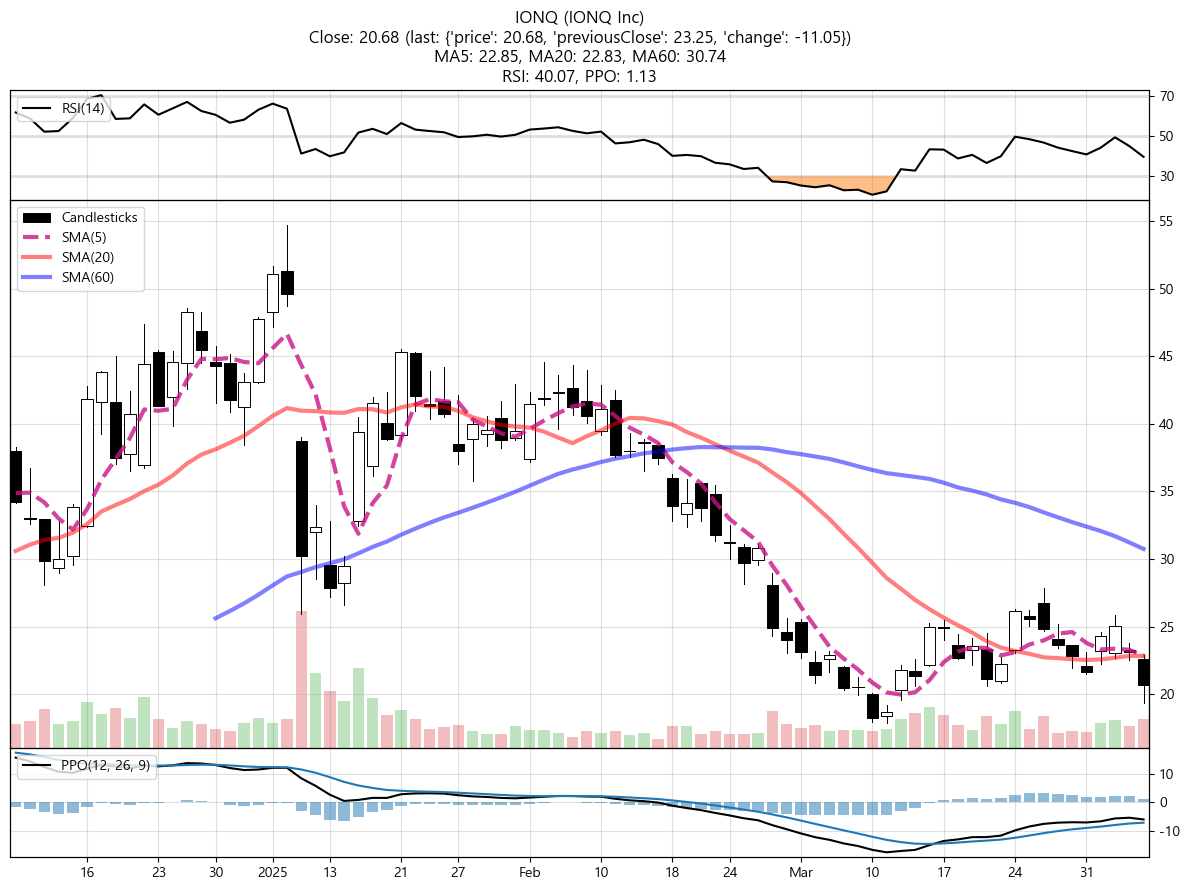 IONQ (IONQ Inc)
Close: 20.68 (last: {'price': 20.68, 'previousClose': 23.25, 'change': -11.05})
MA5: 22.85, MA20: 22.83, MA60: 30.74
RSI: 40.07, PPO: 1.13
RSI(14)
70
50
30
Candlesticks
SMA(5)
SMA(20)
SMA(60)
55
50
45
40
35
30
25
20
PPO(12, 26, 9)
10
0
-10
16 23 30 2025 13 21 27 Feb 10 18 24 Mar 10 17 24 31